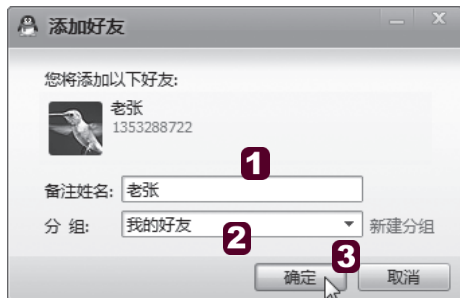 添加好友
您将添加以下好友:
老张
1353288722
1
备注姓名: 老张
分 组: 我的好友 新建分组
2
3
确定 取消